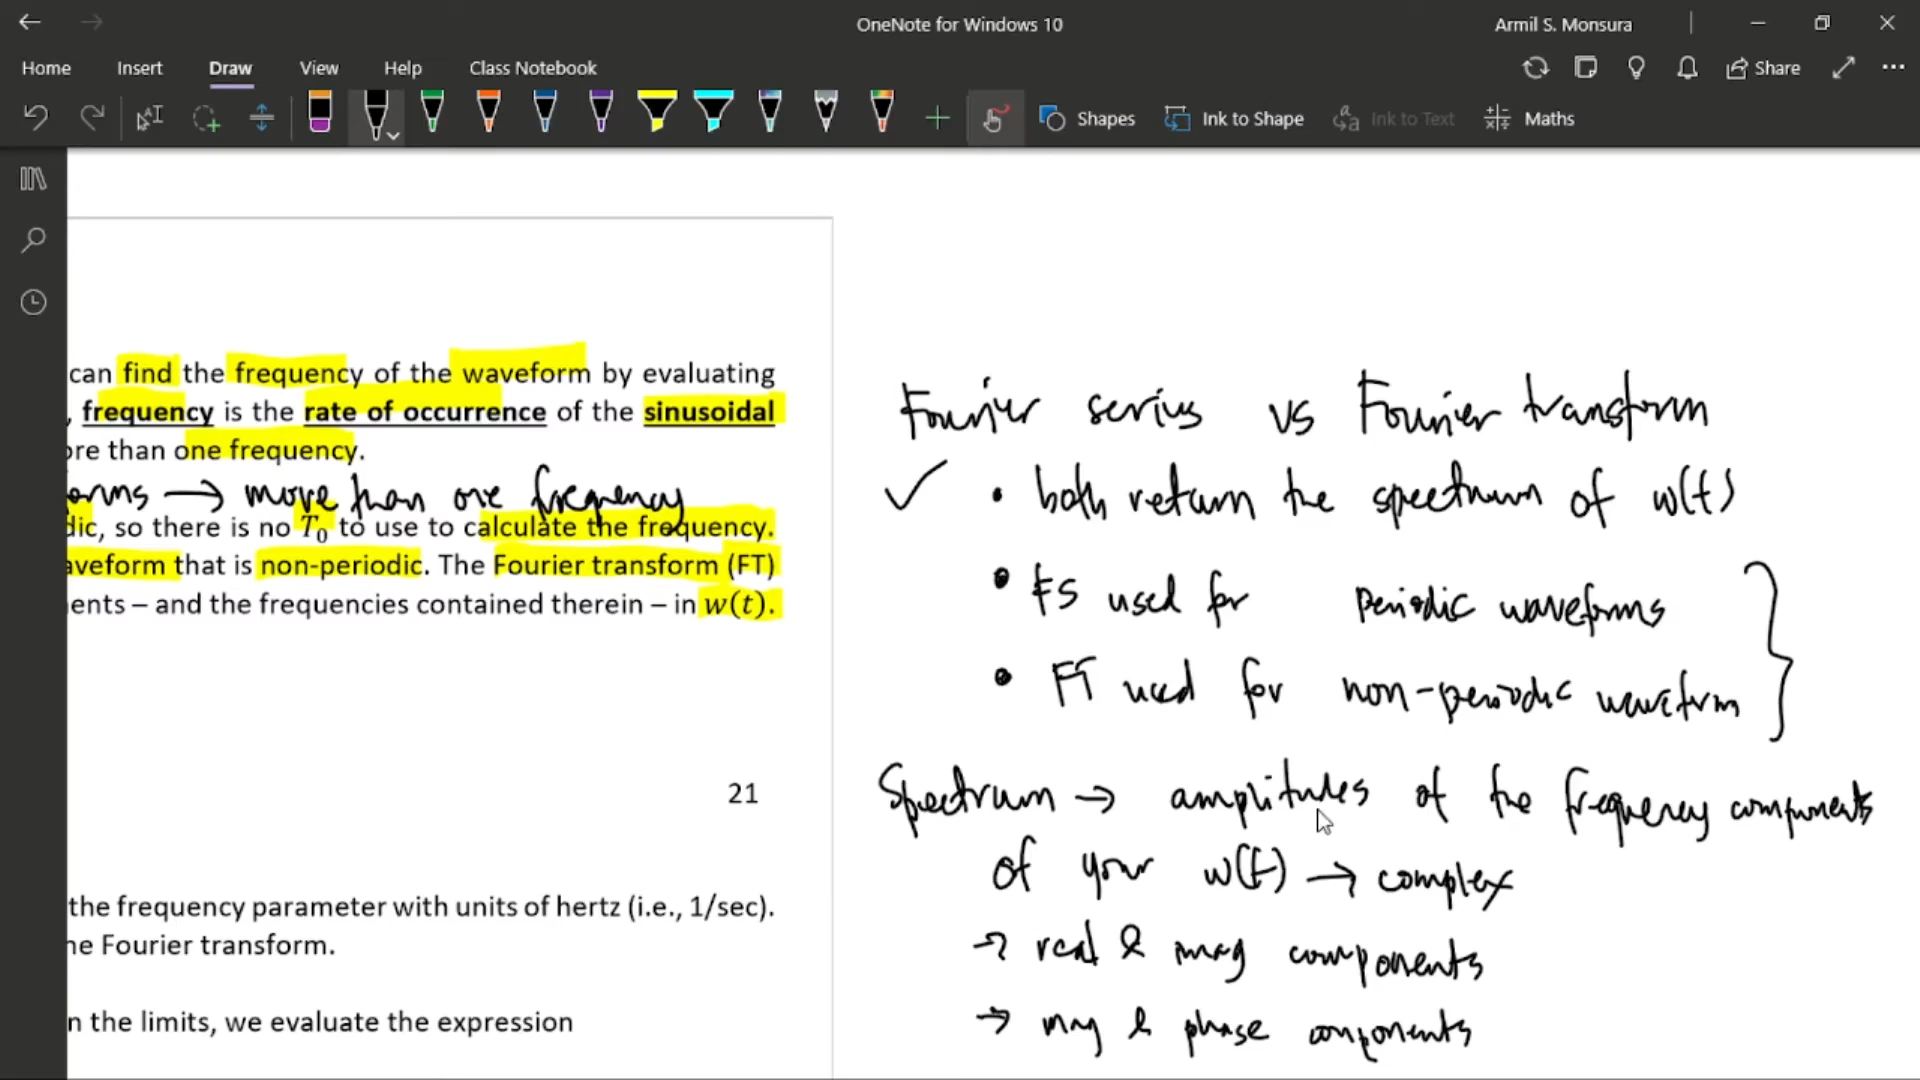 OneNote for Windows 10
Armil S. Monsura
Home Insert Draw View Help Class Notebook
Share
Shapes Ink to Shape Ink to Text Maths
can find the frequency of the waveform by evaluating
, frequency is the rate of occurrence of the sinusoidal
ore than one frequency.
orms → more than one frequency
dic, so there is no T₀ to use to calculate the frequency.
aveform that is non-periodic. The Fourier transform (FT)
ents – and the frequencies contained therein – in w(t).
21
the frequency parameter with units of hertz (i.e., 1/sec).
he Fourier transform.
n the limits, we evaluate the expression
Fourier series vs Fourier transform
✓ • both return the spectrum of w(t)
• FS used for periodic waveforms
• FT used for non-periodic waveform
Spectrum → amplitudes of the frequency components
of your w(t) → complex
→ real & imag components
→ mag & phase components